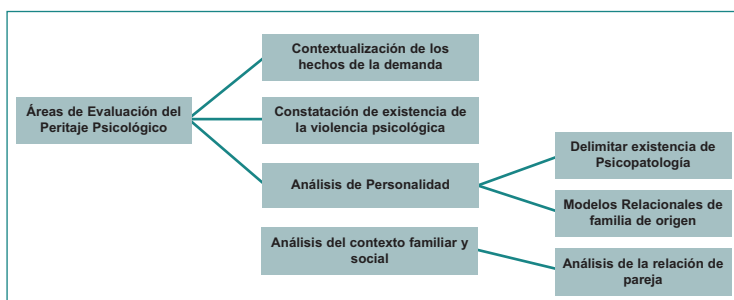 Contextualización de los
hechos de la demanda
Áreas de Evaluación del
Peritaje Psicológico
Constatación de existencia de
la violencia psicológica
Análisis de Personalidad
Delimitar existencia de
Psicopatología
Modelos Relacionales de
familia de origen
Análisis del contexto familiar y
social
Análisis de la relación de
pareja